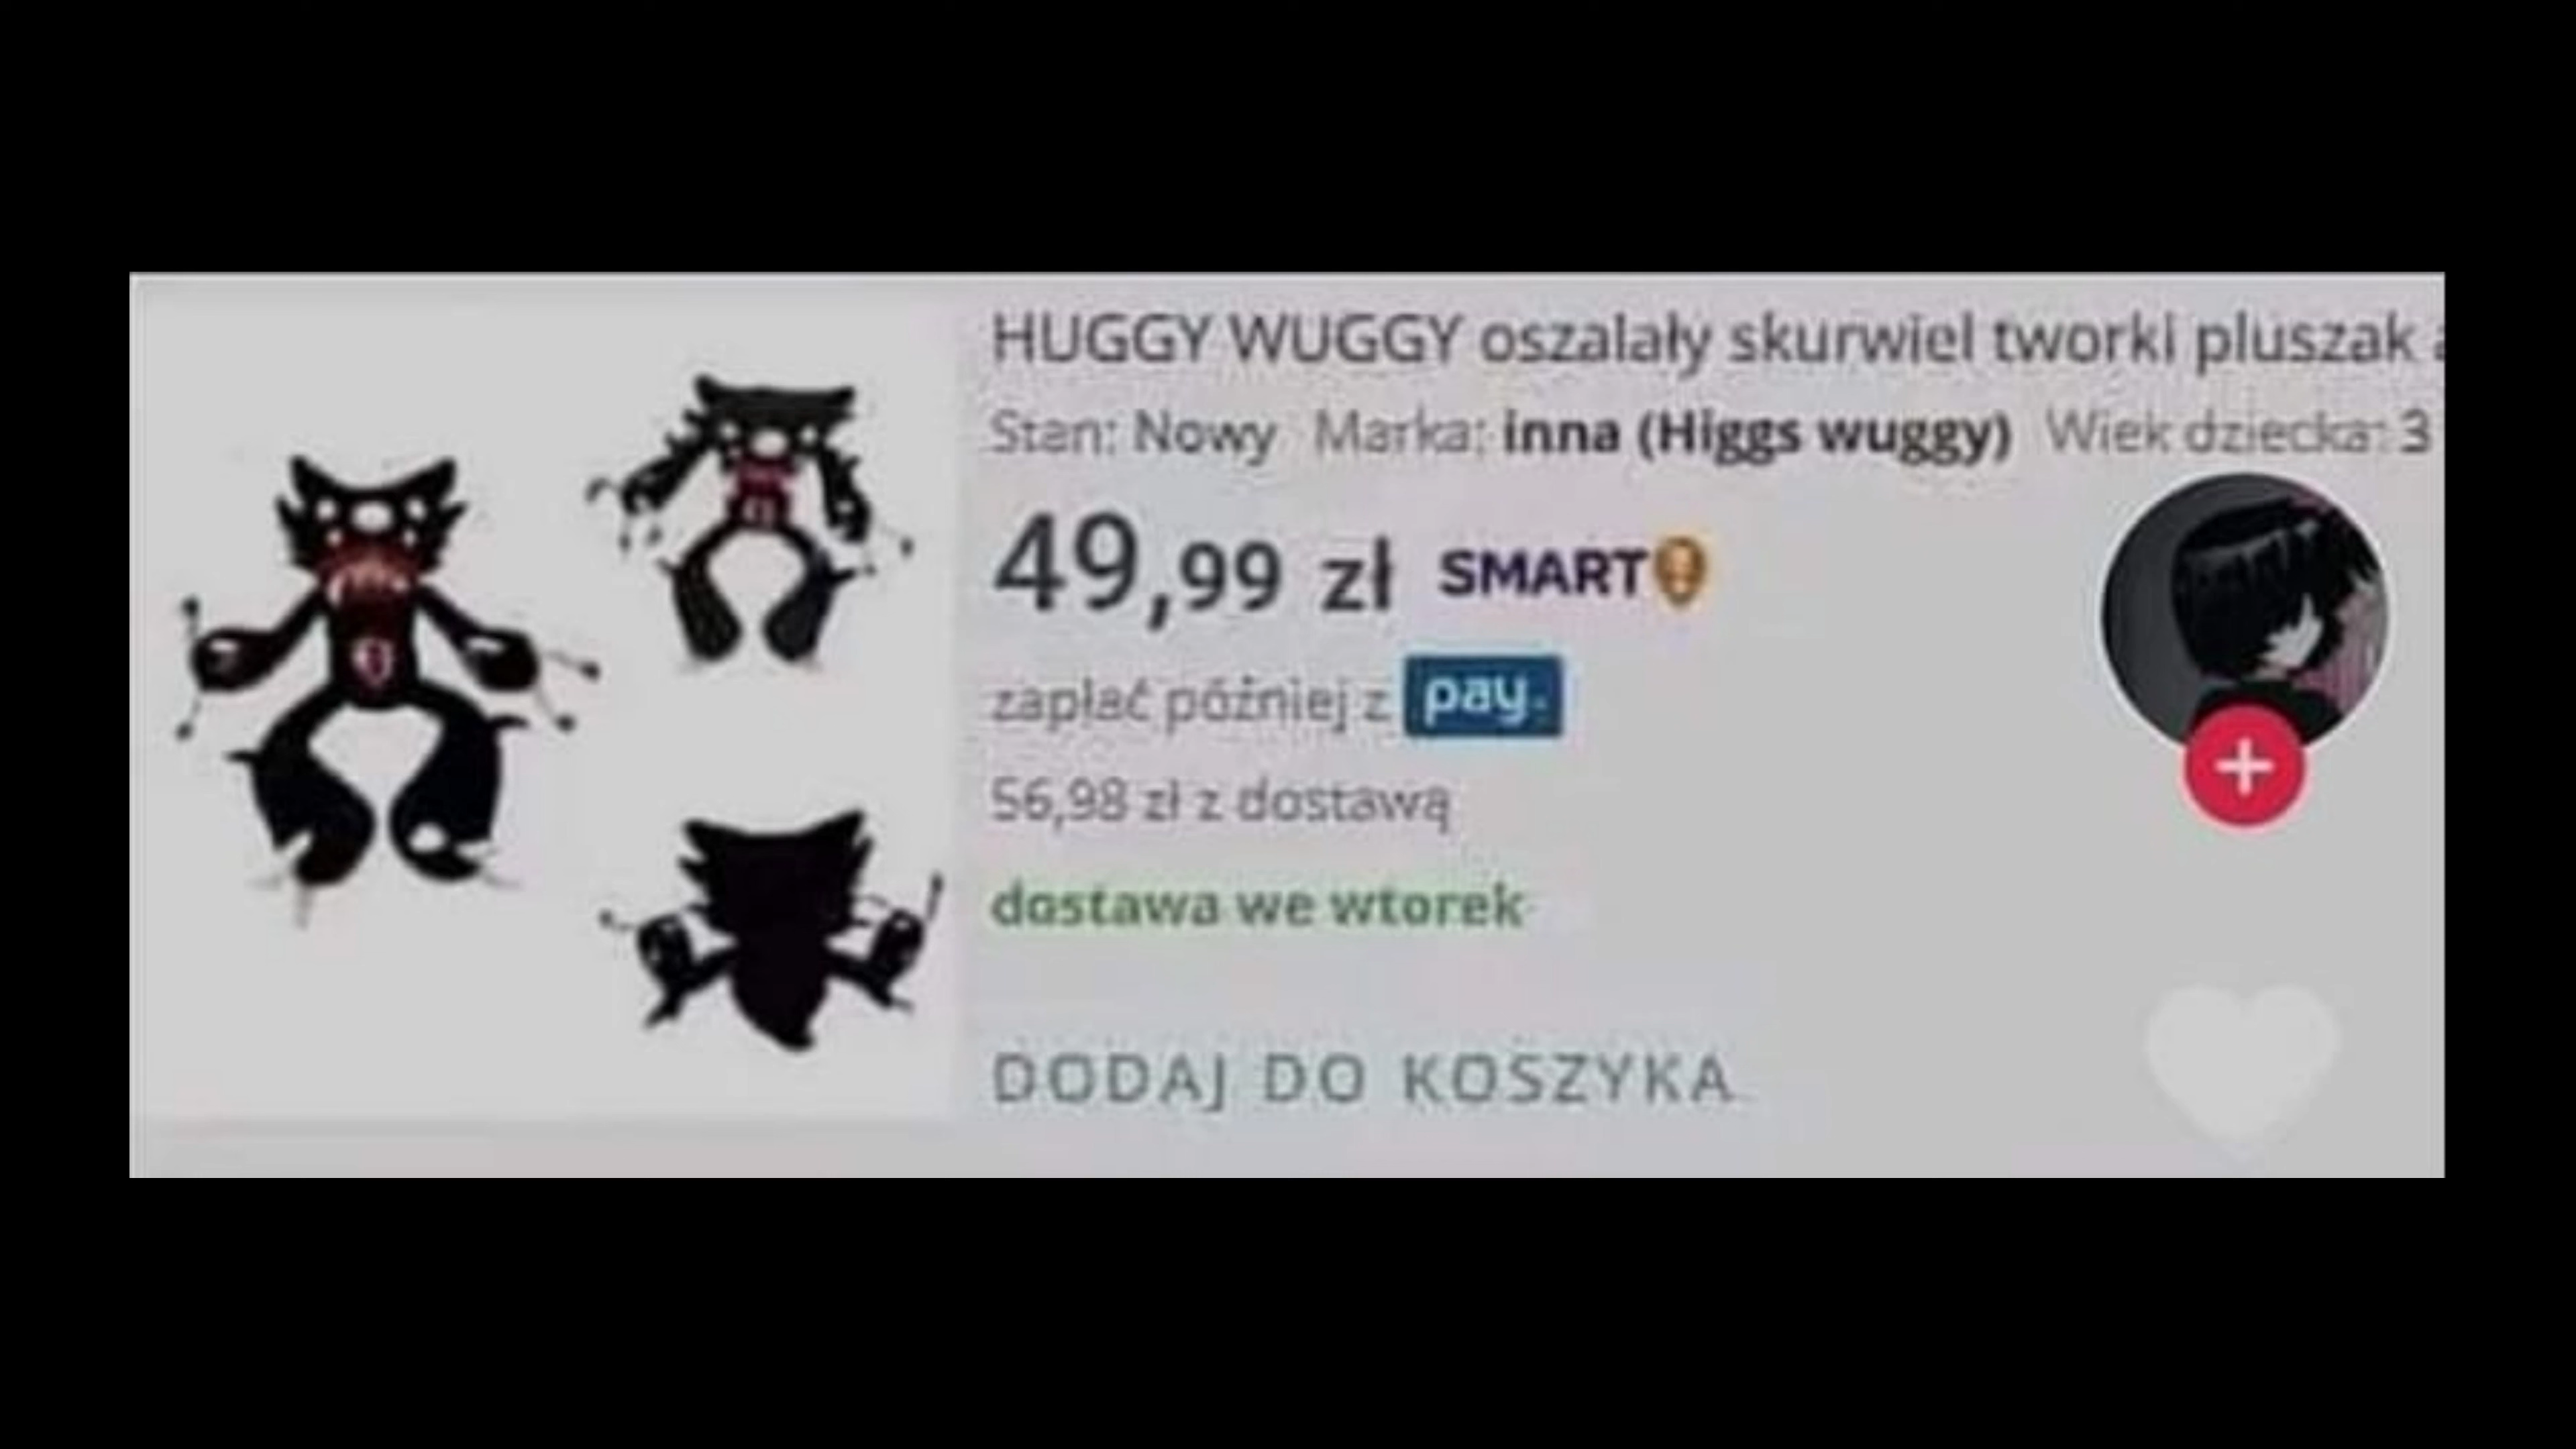 HUGGY WUGGY oszalały skurwiel tworki pluszak
Stan: Nowy Marka: inna (Higgs wuggy) Wiek dziecka: 3
49,99 zł SMART
zapłać później z pay.
56,98 zł z dostawą
dostawa we wtorek
DODAJ DO KOSZYKA